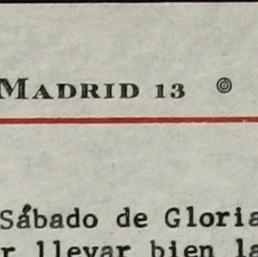 MADRID 13
Sábado de Gloria
r llevar bien la